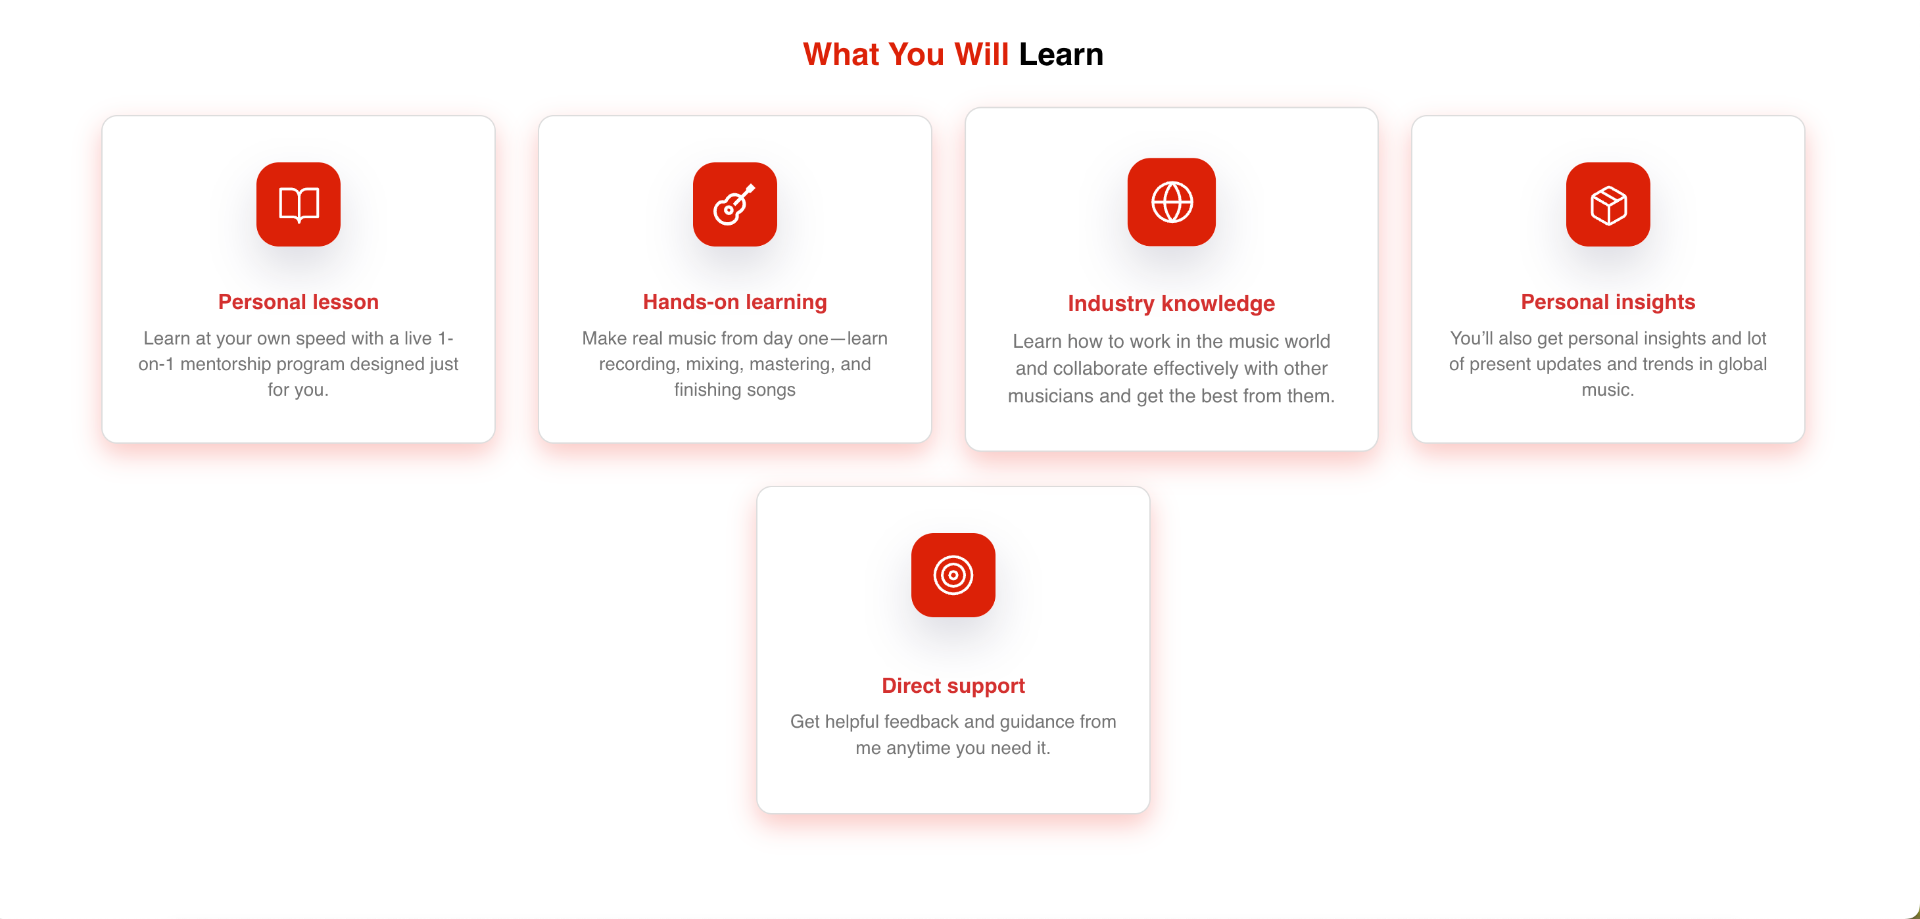 What You Will Learn
Personal lesson
Learn at your own speed with a live 1-
on-1 mentorship program designed just
for you.
Hands-on learning
Make real music from day one—learn
recording, mixing, mastering, and
finishing songs
Industry knowledge
Learn how to work in the music world
and collaborate effectively with other
musicians and get the best from them.
Personal insights
You’ll also get personal insights and lot
of present updates and trends in global
music.
Direct support
Get helpful feedback and guidance from
me anytime you need it.